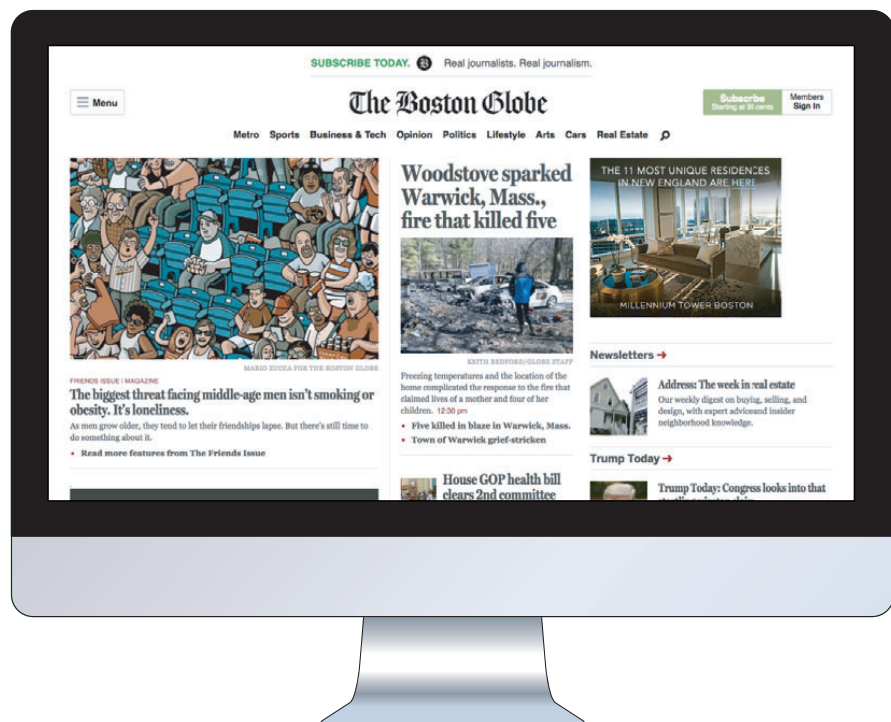 SUBSCRIBE TODAY. B Real journalists. Real journalism.
Menu
The Boston Globe
Subscribe
Starting at 99 cents
Members
Sign In
Metro Sports Business & Tech Opinion Politics Lifestyle Arts Cars Real Estate
MARIO ZUCCA FOR THE BOSTON GLOBE
FRIENDS ISSUE | MAGAZINE
The biggest threat facing middle-age men isn't smoking or
obesity. It's loneliness.
As men grow older, they tend to let their friendships lapse. But there's still time to
do something about it.
• Read more features from The Friends Issue
Woodstove sparked
Warwick, Mass.,
fire that killed five
KEITH BEDFORD/GLOBE STAFF
Freezing temperatures and the location of the
home complicated the response to the fire that
claimed lives of a mother and four of her
children. 12:30 pm
• Five killed in blaze in Warwick, Mass.
• Town of Warwick grief-stricken
House GOP health bill
clears 2nd committee
THE 11 MOST UNIQUE RESIDENCES
IN NEW ENGLAND ARE HERE
MILLENNIUM TOWER BOSTON
Newsletters →
Address: The week in real estate
Our weekly digest on buying, selling, and
design, with expert adviceand insider
neighborhood knowledge.
Trump Today →
Trump Today: Congress looks into that